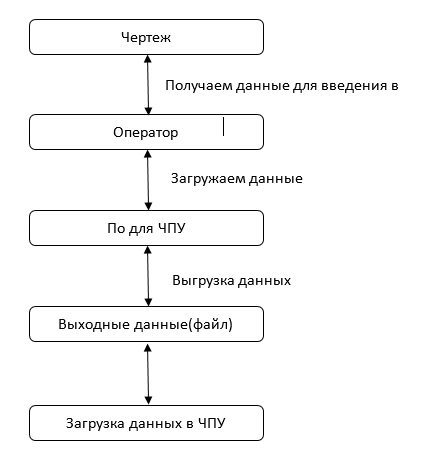 Чертеж
Получаем данные для введения в
Оператор
Загружаем данные
По для ЧПУ
Выгрузка данных
Выходные данные(файл)
Загрузка данных в ЧПУ